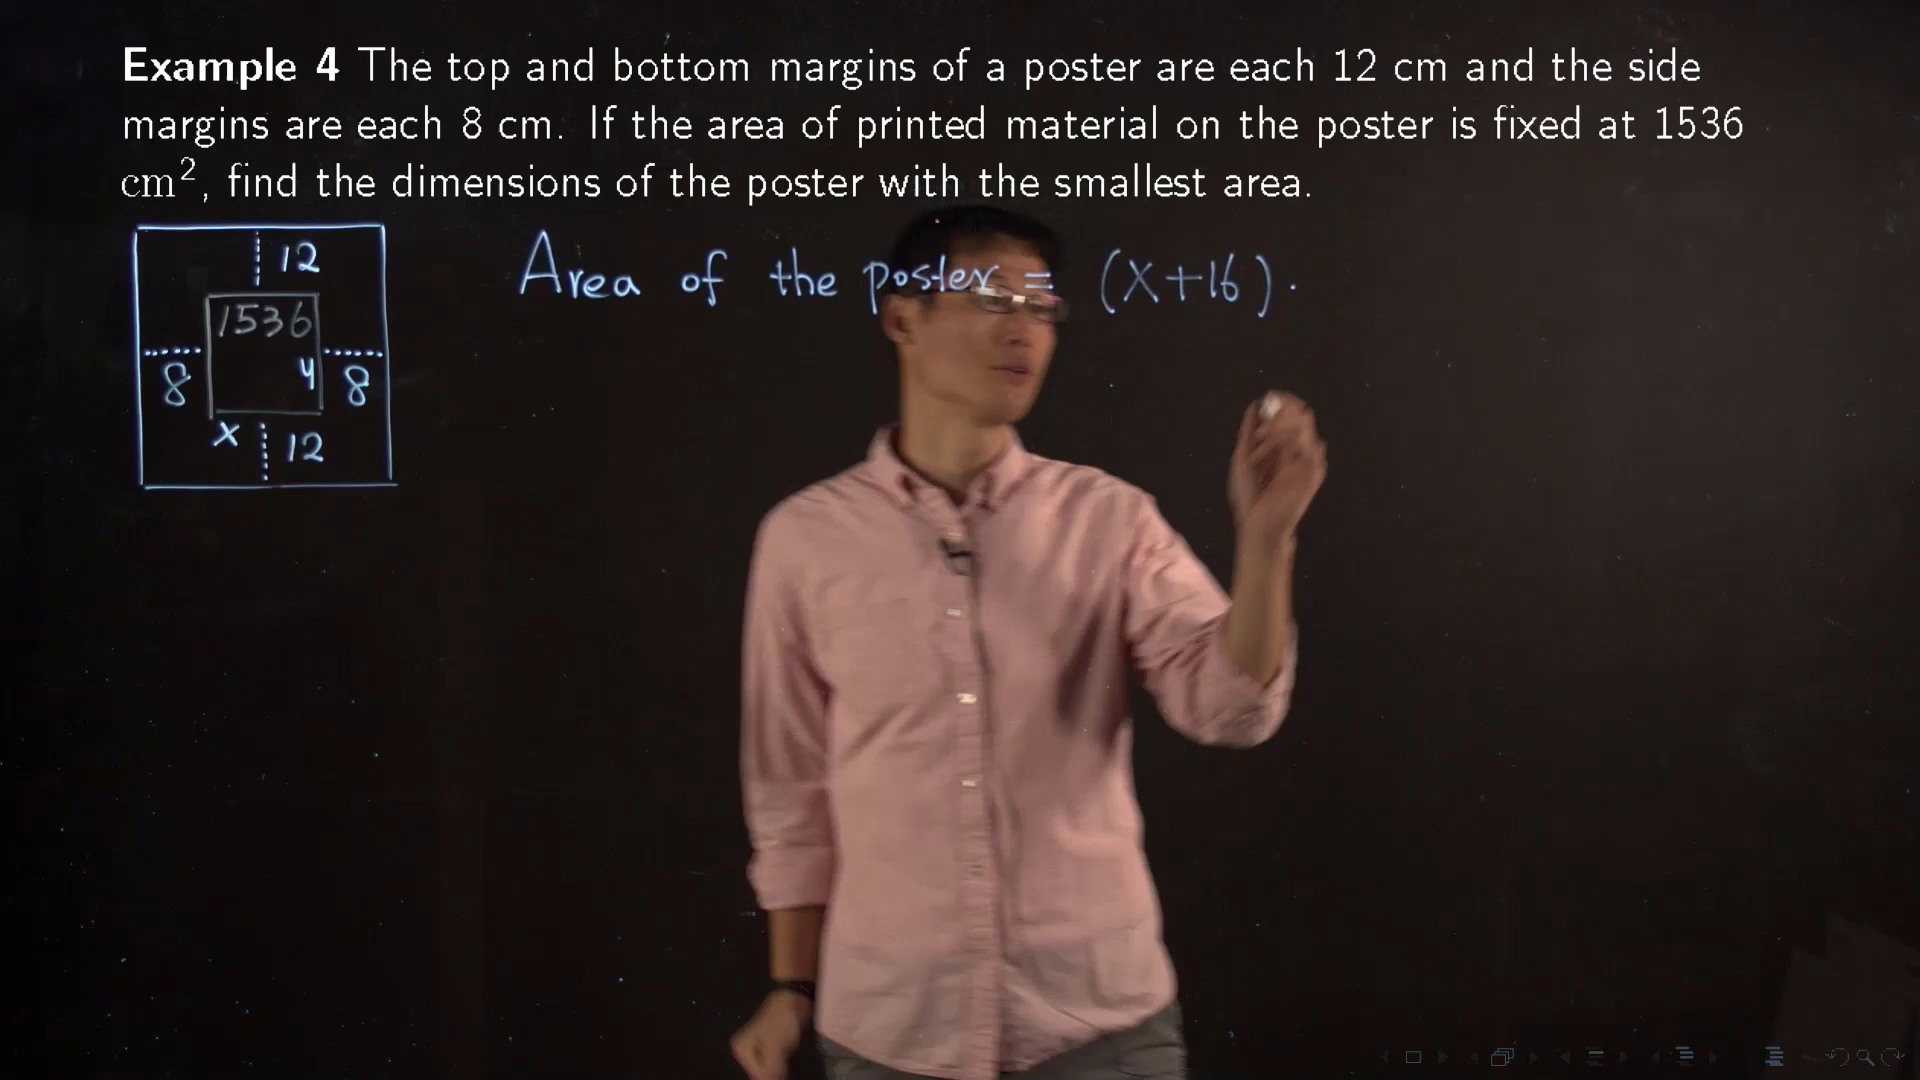 Example 4 The top and bottom margins of a poster are each 12 cm and the side
margins are each 8 cm. If the area of printed material on the poster is fixed at 1536
cm², find the dimensions of the poster with the smallest area.
Area of the poster = (x+16) ·
12
1536
8 y 8
x 12